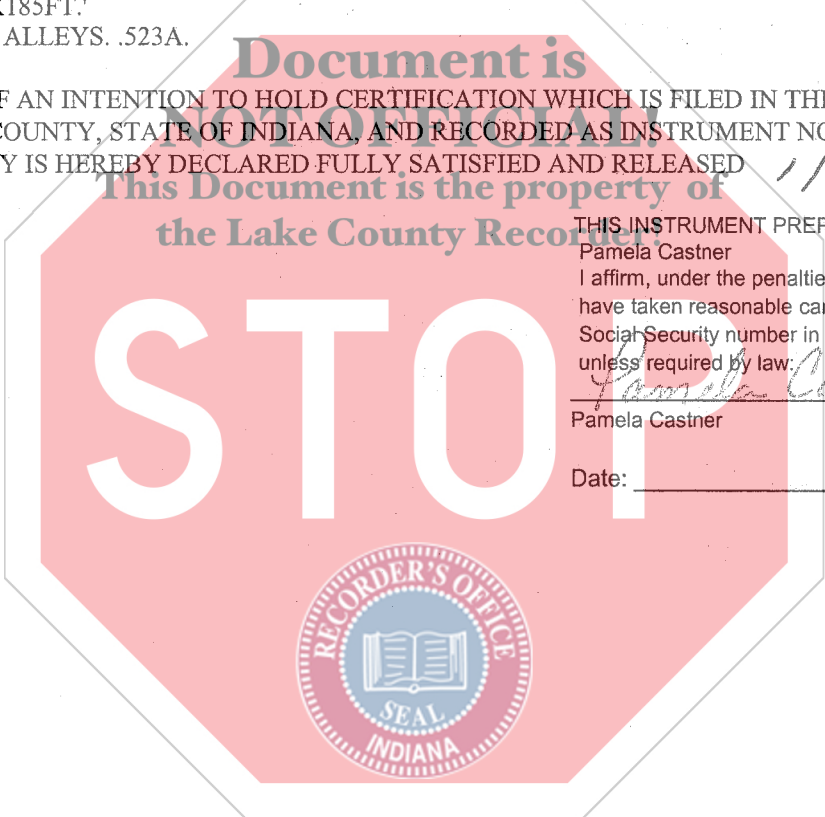 X185FT.
ALLEYS. .523A.
Document is
F AN INTENTION TO HOLD CERTIFICATION WHICH IS FILED IN THE
NOT OFFICIAL!
COUNTY, STATE OF INDIANA, AND RECORDED AS INSTRUMENT NO
Y IS HEREBY DECLARED FULLY SATISFIED AND RELEASED
This Document is the property of
the Lake County Recorder!
THIS INSTRUMENT PREP
Pamela Castner
I affirm, under the penaltie
have taken reasonable car
Social Security number in
unless required by law:
Pamela C
Pamela Castner
Date:
STOP
RECORDER'S OFFICE
SEAL
INDIANA